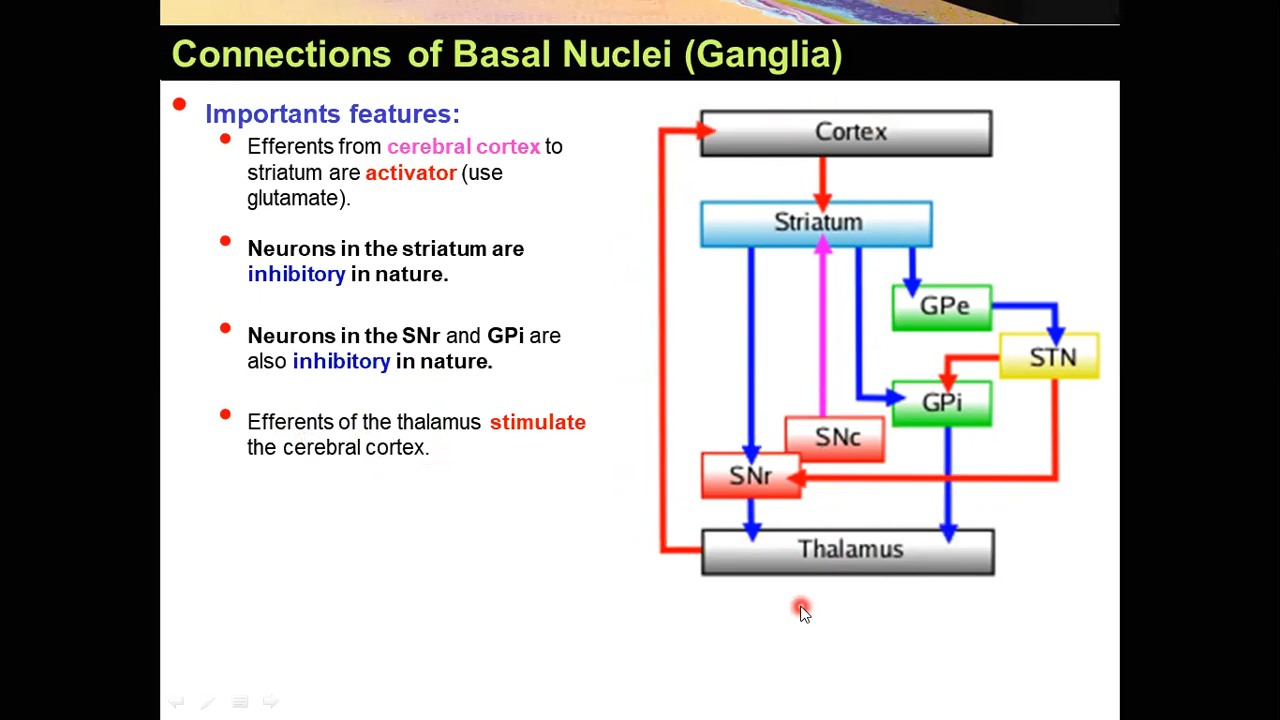 Connections of Basal Nuclei (Ganglia)
Importants features:
Efferents from cerebral cortex to
striatum are activator (use
glutamate).
Neurons in the striatum are
inhibitory in nature.
Neurons in the SNr and GPi are
also inhibitory in nature.
Efferents of the thalamus stimulate
the cerebral cortex.
Cortex
Striatum
GPe
STN
GPi
SNc
SNr
Thalamus